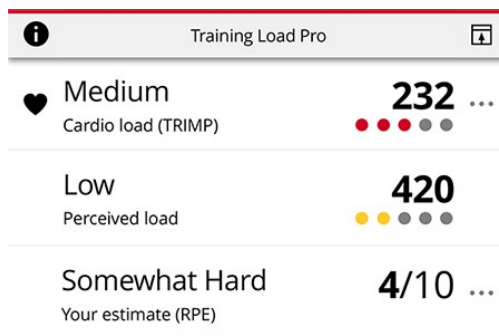 Training Load Pro
Medium
232
Cardio load (TRIMP)
Low
420
Perceived load
Somewhat Hard
4/10
Your estimate (RPE)